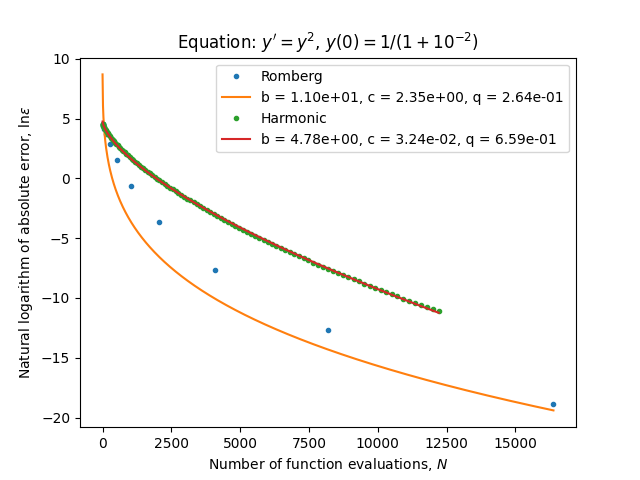 Equation: y′ = y², y(0) = 1/(1 + 10⁻²)
Romberg
b = 1.10e+01, c = 2.35e+00, q = 2.64e-01
Harmonic
b = 4.78e+00, c = 3.24e-02, q = 6.59e-01
Natural logarithm of absolute error, lnε
10
5
0
−5
−10
−15
−20
0 2500 5000 7500 10000 12500 15000
Number of function evaluations, N